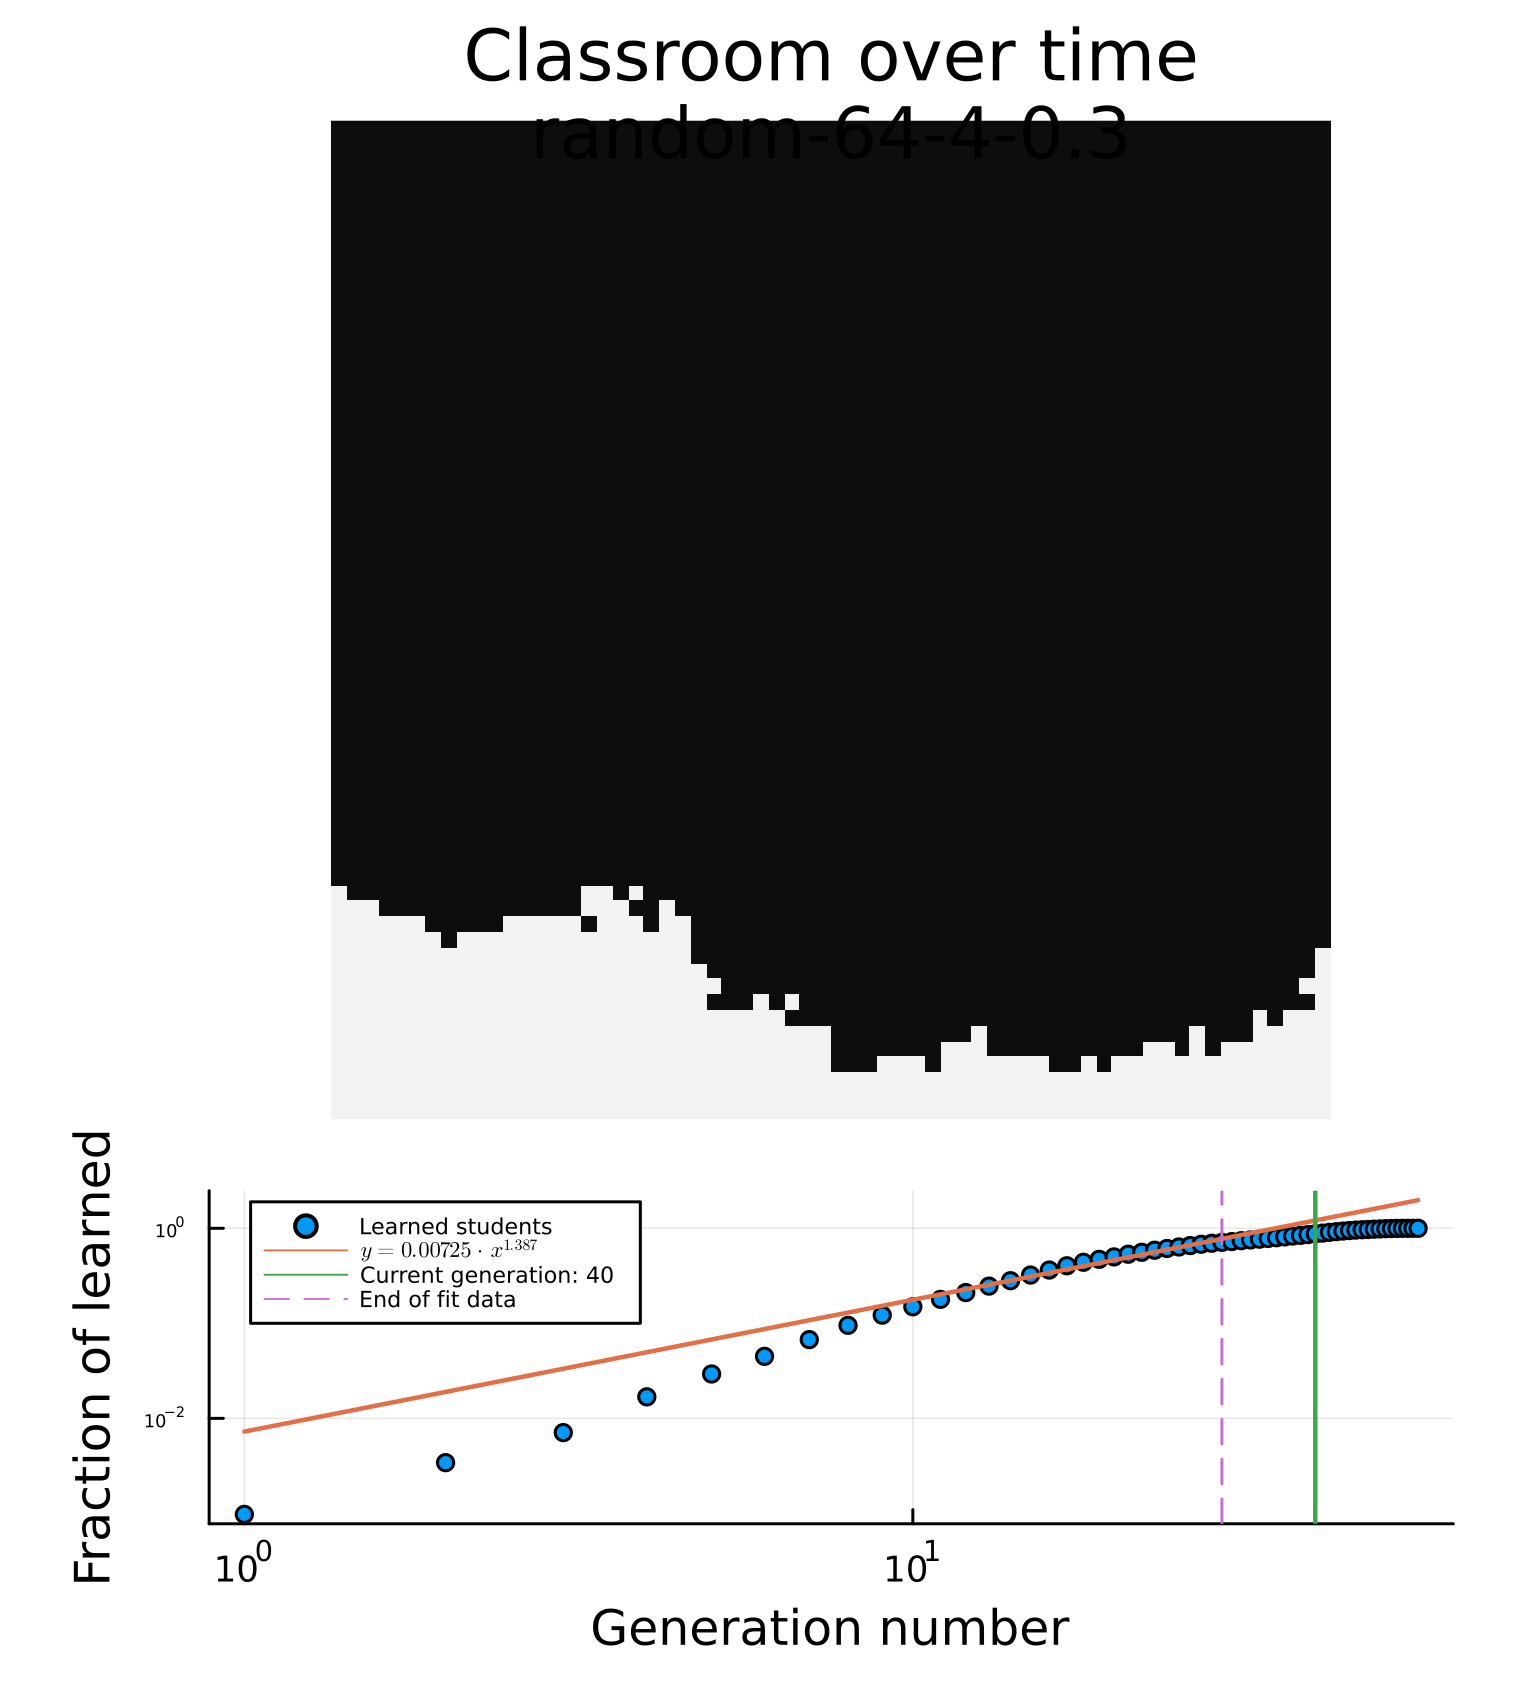 Classroom over time
random-64-4-0.3
Fraction of learned
10⁰
10⁻²
Learned students
y = 0.00725 · x^1.387
Current generation: 40
End of fit data
10⁰
10¹
Generation number